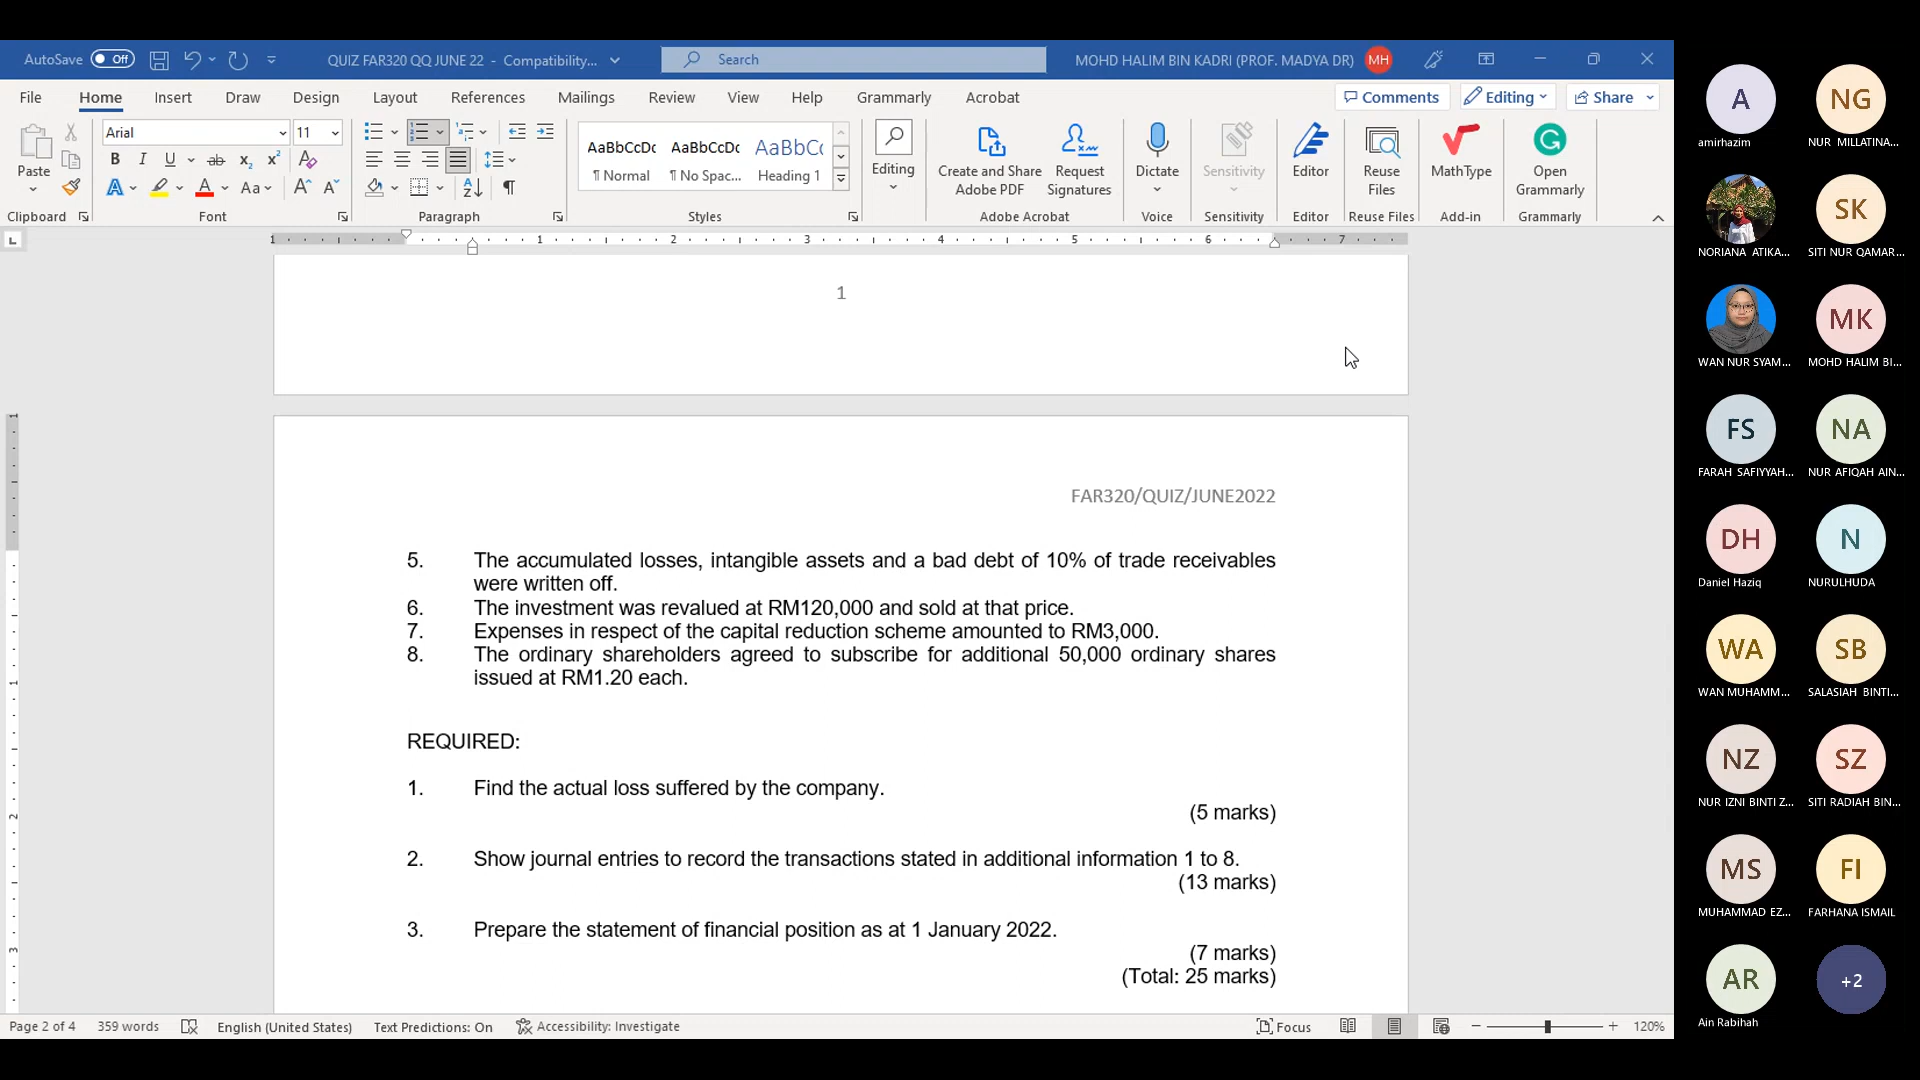 AutoSave Off QUIZ FAR320 QQ JUNE 22 - Compatibility... Search MOHD HALIM BIN KADRI (PROF. MADYA DR) MH
File Home Insert Draw Design Layout References Mailings Review View Help Grammarly Acrobat Comments Editing Share
Arial 11
Paste
B I U ab x₂ x²
A A A Aa A A
AaBbCcDc AaBbCcDc AaBbCc
¶ Normal ¶ No Spac... Heading 1
Editing
Create and Share Adobe PDF
Request Signatures
Dictate
Sensitivity
Editor
Reuse Files
MathType
Open Grammarly
Clipboard Font Paragraph Styles Adobe Acrobat Voice Sensitivity Editor Reuse Files Add-in Grammarly
1 1 2 3 4 5 6 7
1
FAR320/QUIZ/JUNE2022
5. The accumulated losses, intangible assets and a bad debt of 10% of trade receivables
were written off.
6. The investment was revalued at RM120,000 and sold at that price.
7. Expenses in respect of the capital reduction scheme amounted to RM3,000.
8. The ordinary shareholders agreed to subscribe for additional 50,000 ordinary shares
issued at RM1.20 each.
REQUIRED:
1. Find the actual loss suffered by the company.
(5 marks)
2. Show journal entries to record the transactions stated in additional information 1 to 8.
(13 marks)
3. Prepare the statement of financial position as at 1 January 2022.
(7 marks)
(Total: 25 marks)
Page 2 of 4 359 words English (United States) Text Predictions: On Accessibility: Investigate Focus 120%
A NG
amirhazim NUR MILLATINA...
SK
NORIANA ATIKA... SITI NUR QAMAR...
MK
WAN NUR SYAM... MOHD HALIM BI...
FS NA
FARAH SAFIYYAH... NUR AFIQAH AIN...
DH N
Daniel Haziq NURULHUDA
WA SB
WAN MUHAMM... SALASIAH BINTI...
NZ SZ
NUR IZNI BINTI Z... SITI RADIAH BIN...
MS FI
MUHAMMAD EZ... FARHANA ISMAIL
AR +2
Ain Rabihah